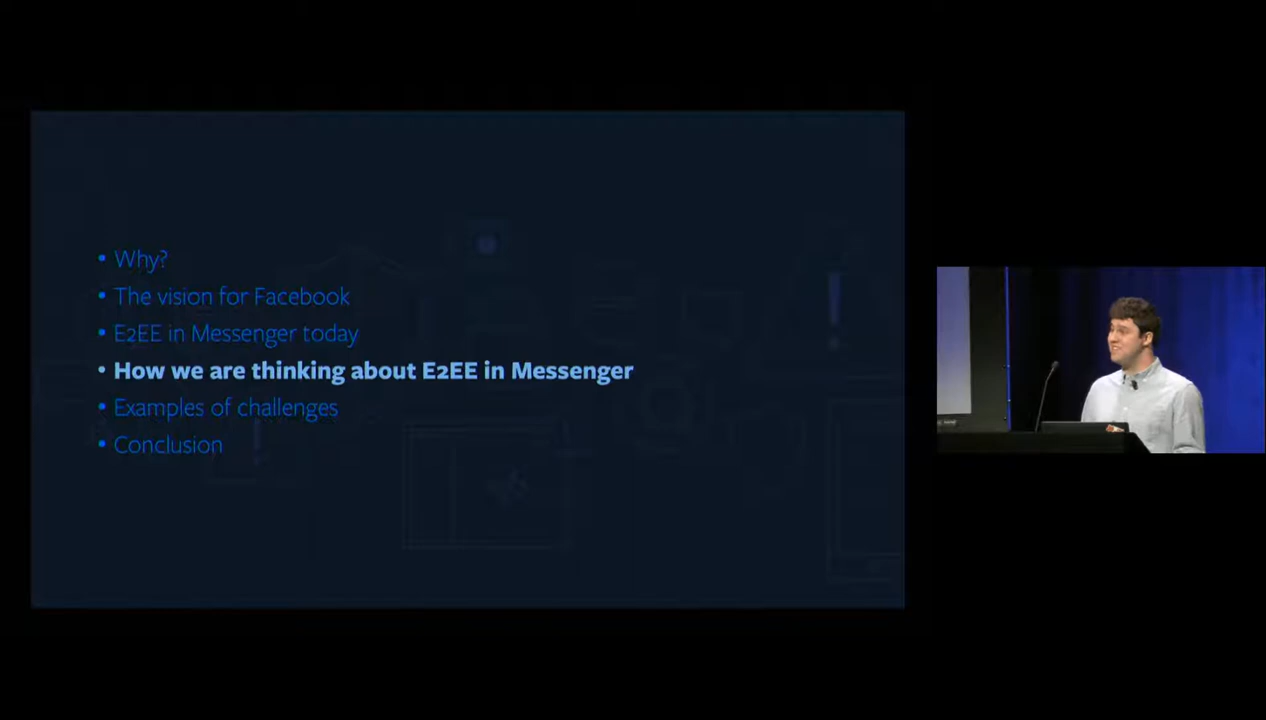 • Why?
• The vision for Facebook
• E2EE in Messenger today
• How we are thinking about E2EE in Messenger
• Examples of challenges
• Conclusion